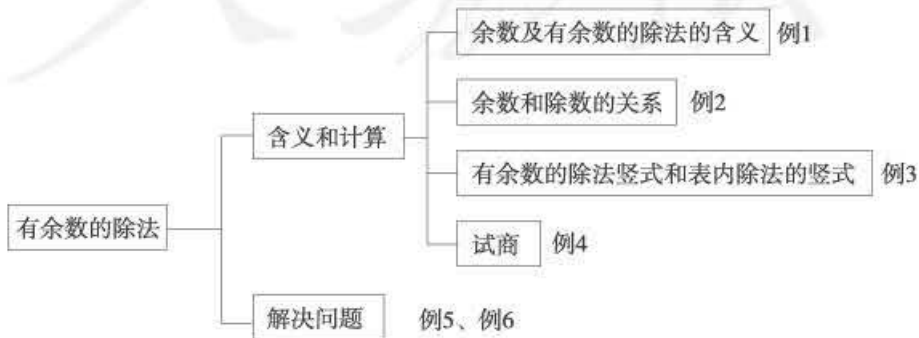 余数及有余数的除法的含义 例1
余数和除数的关系 例2
含义和计算
有余数的除法竖式和表内除法的竖式 例3
有余数的除法
试商 例4
解决问题 例5、例6